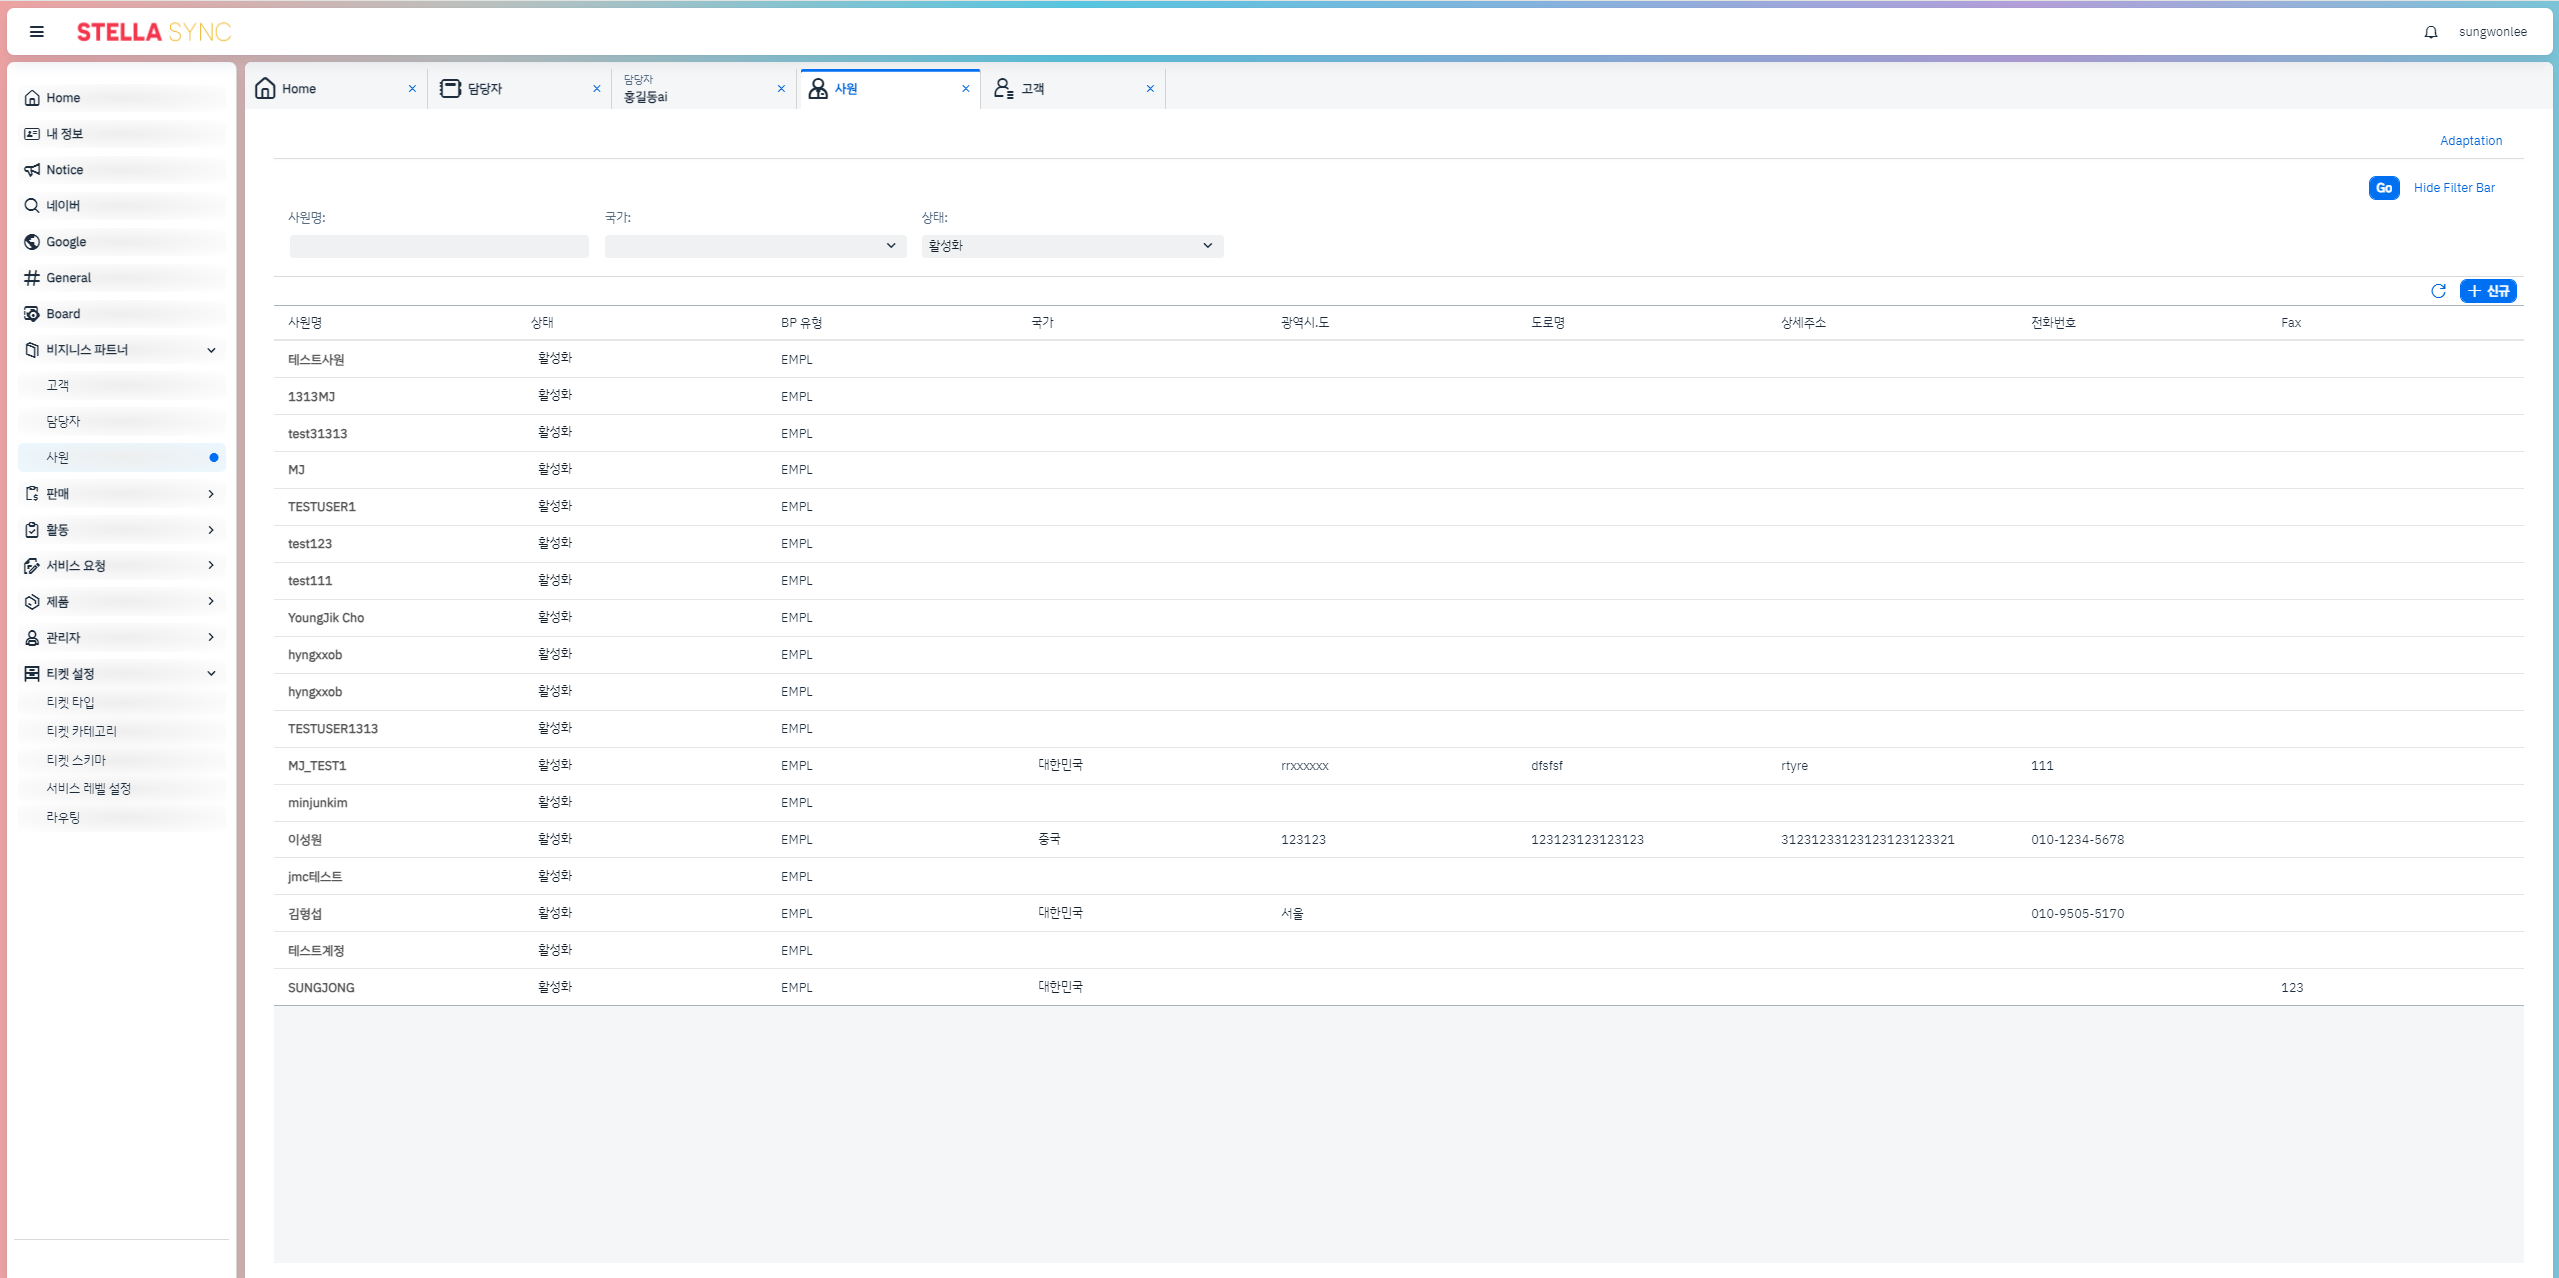 STELLA SYNC
sungwonlee
Home
내 정보
Notice
네이버
Google
General
Board
비지니스 파트너
고객
담당자
사원
판매
활동
서비스 요청
제품
관리자
티켓 설정
티켓 타입
티켓 카테고리
티켓 스키마
서비스 레벨 설정
라우팅
Home
담당자
담당자
홍길동ai
사원
고객
Adaptation
Go Hide Filter Bar
사원명: 국가: 상태:
활성화
신규
사원명 상태 BP 유형 국가 광역시.도 도로명 상세주소 전화번호 Fax
테스트사원 활성화 EMPL
1313MJ 활성화 EMPL
test31313 활성화 EMPL
MJ 활성화 EMPL
TESTUSER1 활성화 EMPL
test123 활성화 EMPL
test111 활성화 EMPL
YoungJik Cho 활성화 EMPL
hyngxxob 활성화 EMPL
hyngxxob 활성화 EMPL
TESTUSER1313 활성화 EMPL
MJ_TEST1 활성화 EMPL 대한민국 rrxxxxxx dfsfsf rtyre 111
minjunkim 활성화 EMPL
이성원 활성화 EMPL 중국 123123 123123123123123 31231233123123123123321 010-1234-5678
jmc테스트 활성화 EMPL
김형섭 활성화 EMPL 대한민국 서울 010-9505-5170
테스트계정 활성화 EMPL
SUNGJONG 활성화 EMPL 대한민국 123